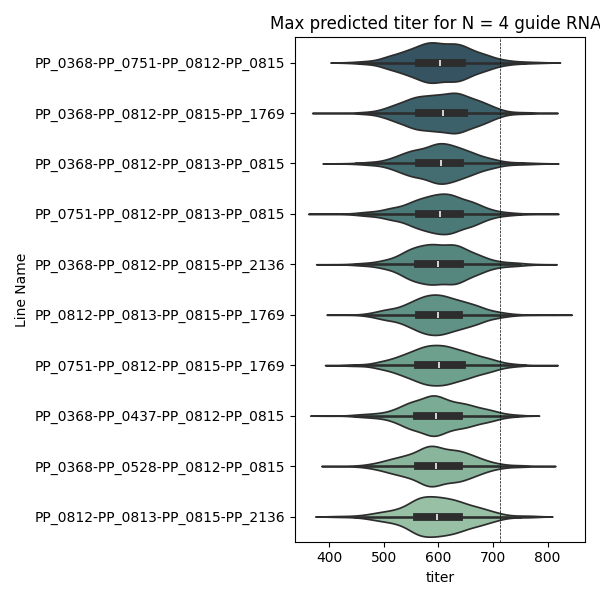 Max predicted titer for N = 4 guide RNA
PP_0368-PP_0751-PP_0812-PP_0815
PP_0368-PP_0812-PP_0815-PP_1769
PP_0368-PP_0812-PP_0813-PP_0815
PP_0751-PP_0812-PP_0813-PP_0815
PP_0368-PP_0812-PP_0815-PP_2136
PP_0812-PP_0813-PP_0815-PP_1769
PP_0751-PP_0812-PP_0815-PP_1769
PP_0368-PP_0437-PP_0812-PP_0815
PP_0368-PP_0528-PP_0812-PP_0815
PP_0812-PP_0813-PP_0815-PP_2136
Line Name
400 500 600 700 800
titer